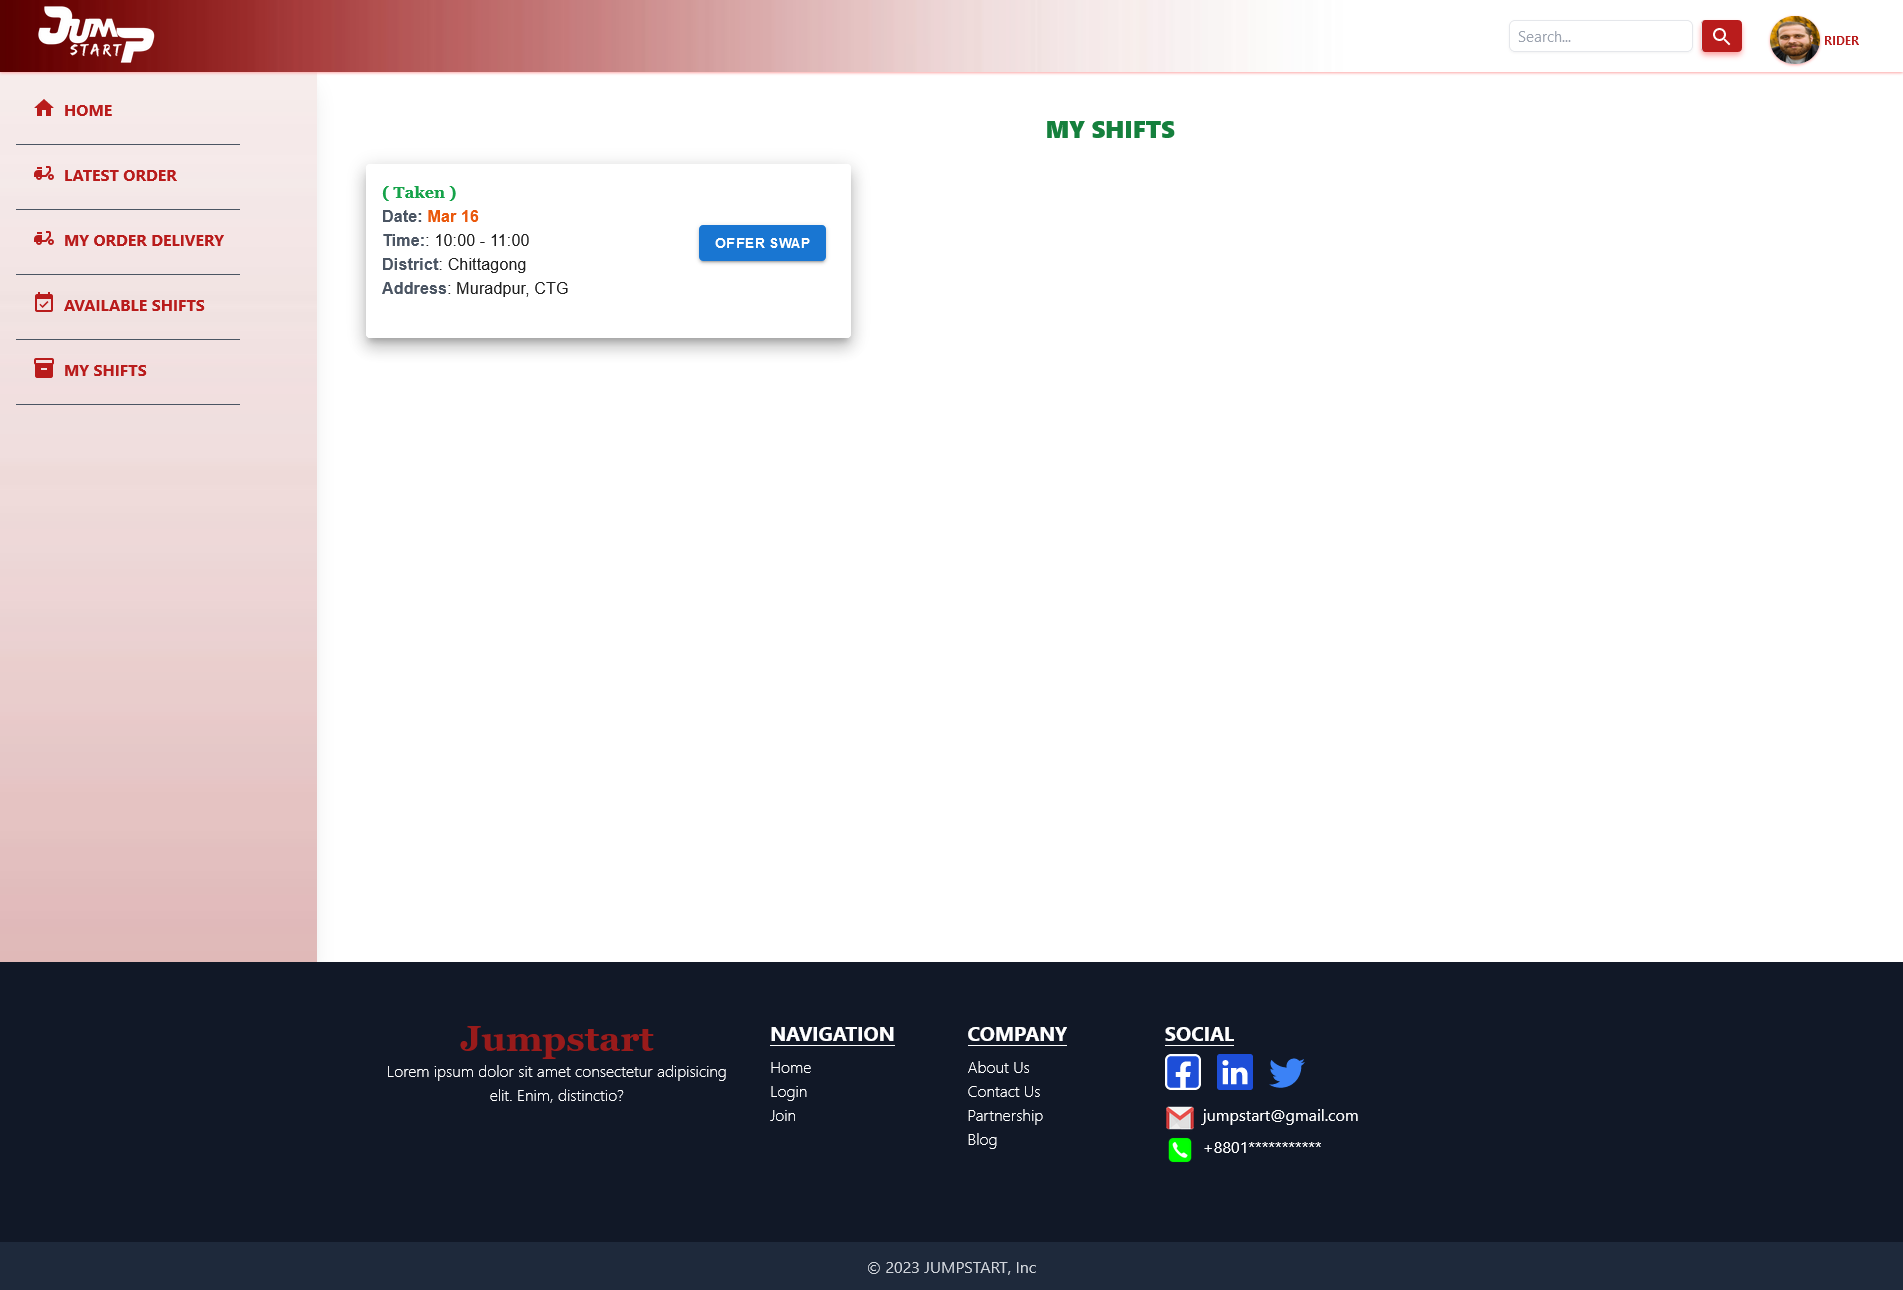 JUMP
START
Search...
RIDER
HOME
LATEST ORDER
MY ORDER DELIVERY
AVAILABLE SHIFTS
MY SHIFTS
MY SHIFTS
( Taken )
Date: Mar 16
Time:: 10:00 - 11:00
District: Chittagong
Address: Muradpur, CTG
OFFER SWAP
Jumpstart
Lorem ipsum dolor sit amet consectetur adipisicing
elit. Enim, distinctio?
NAVIGATION
Home
Login
Join
COMPANY
About Us
Contact Us
Partnership
Blog
SOCIAL
jumpstart@gmail.com
+8801***********
© 2023 JUMPSTART, Inc